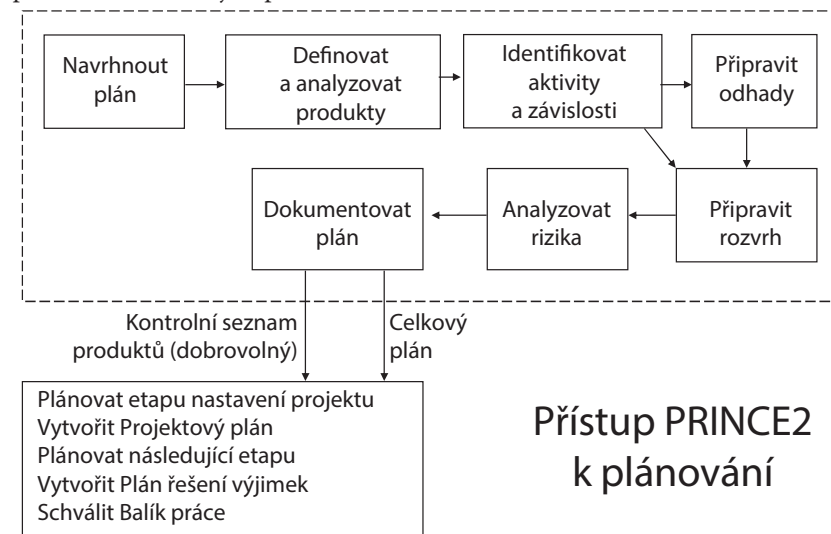 Navrhnout
plán
Definovat
a analyzovat
produkty
Identifikovat
aktivity
a závislosti
Připravit
odhady
Dokumentovat
plán
Analyzovat
rizika
Připravit
rozvrh
Kontrolní seznam
produktů (dobrovolný)
Celkový
plán
Plánovat etapu nastavení projektu
Vytvořit Projektový plán
Plánovat následující etapu
Vytvořit Plán řešení výjimek
Schválit Balík práce
Přístup PRINCE2
k plánování